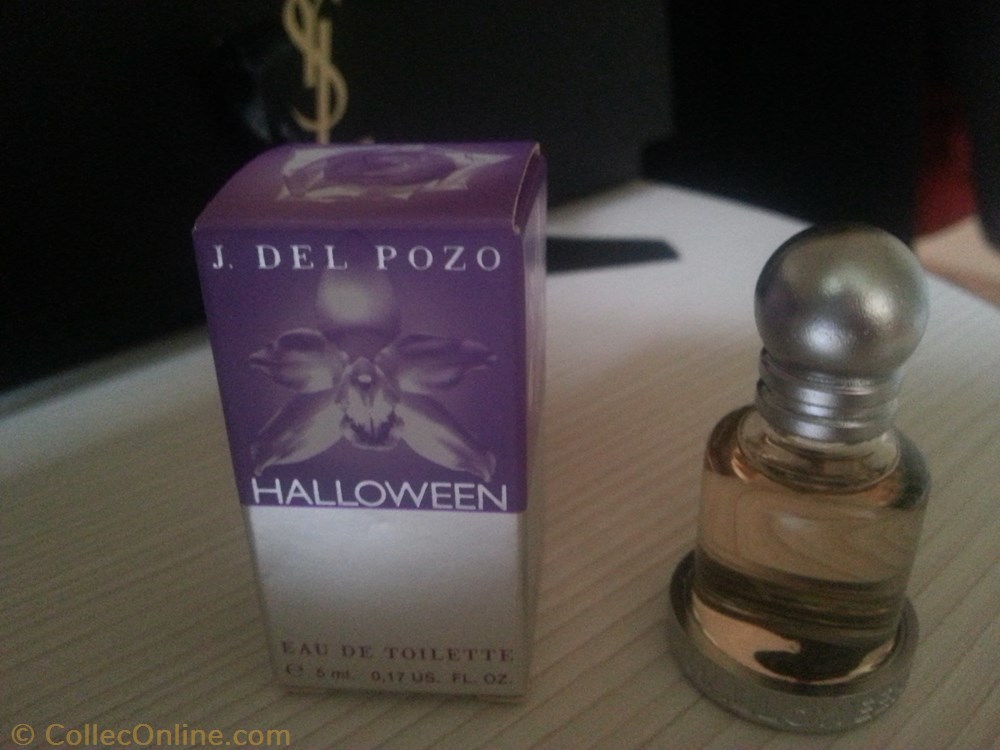 J. DEL POZO
HALLOWEEN
EAU DE TOILETTE
℮ 5 ml. 0,17 US. FL. OZ.
© CollecOnline.com